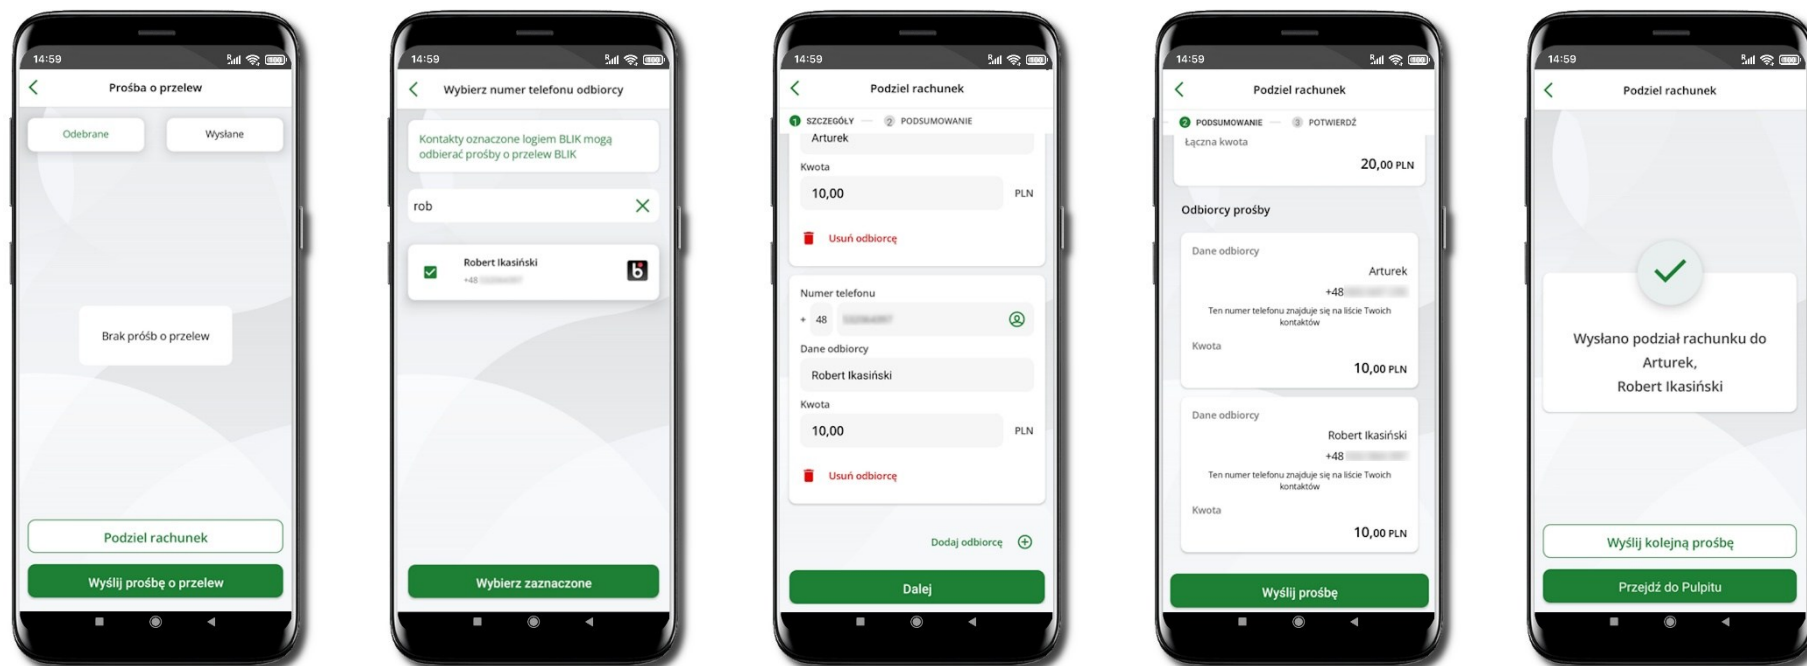 14:59
Prośba o przelew
Odebrane
Wysłane
Brak próśb o przelew
Podziel rachunek
Wyślij prośbę o przelew
14:59
Wybierz numer telefonu odbiorcy
Kontakty oznaczone logiem BLIK mogą
odbierać prośby o przelew BLIK
rob
Robert Ikasiński
+48
Wybierz zaznaczone
14:59
Podziel rachunek
1 SZCZEGÓŁY — 2 PODSUMOWANIE
Arturek
Kwota
10,00 PLN
Usuń odbiorcę
Numer telefonu
+ 48
Dane odbiorcy
Robert Ikasiński
Kwota
10,00 PLN
Usuń odbiorcę
Dodaj odbiorcę
Dalej
14:59
Podziel rachunek
2 PODSUMOWANIE — 3 POTWIERDŹ
Łączna kwota
20,00 PLN
Odbiorcy prośby
Dane odbiorcy
Arturek
+48
Ten numer telefonu znajduje się na liście Twoich
kontaktów
Kwota
10,00 PLN
Dane odbiorcy
Robert Ikasiński
+48
Ten numer telefonu znajduje się na liście Twoich
kontaktów
Kwota
10,00 PLN
Wyślij prośbę
14:59
Podziel rachunek
Wysłano podział rachunku do
Arturek,
Robert Ikasiński
Wyślij kolejną prośbę
Przejdź do Pulpitu